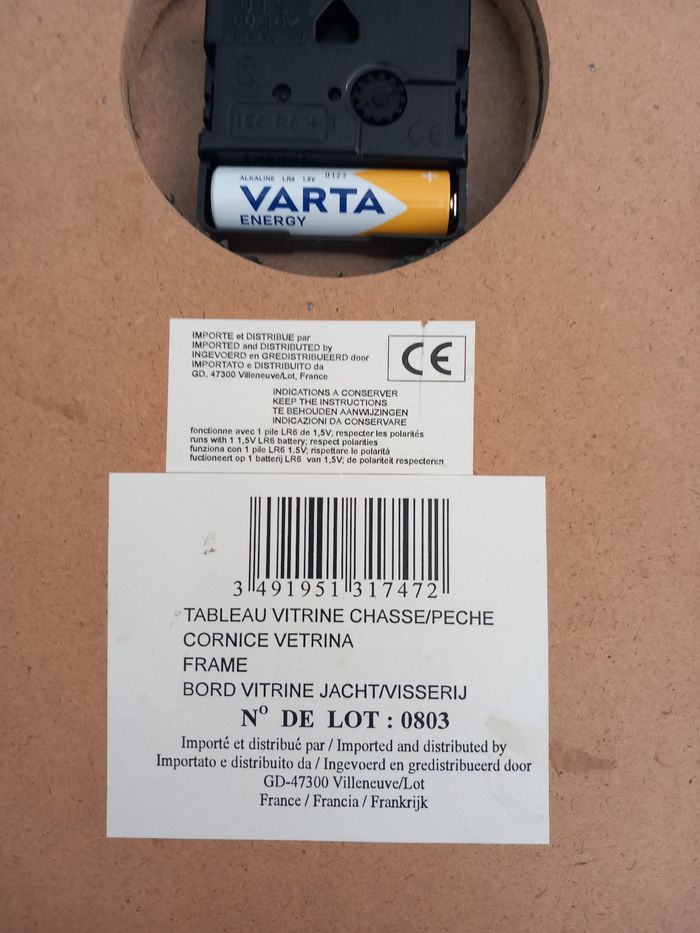 UTS
QUARTZ
IEC-R6 +
CE
ALKALINE LR6 1.5V 0123
+
VARTA
ENERGY
IMPORTE et DISTRIBUE par
IMPORTED and DISTRIBUTED by
INGEVOERD en GREDISTRIBUEERD door
IMPORTATO e DISTRIBUITO da
GD. 47300 Villeneuve/Lot, France
CE
INDICATIONS A CONSERVER
KEEP THE INSTRUCTIONS
TE BEHOUDEN AANWIJZINGEN
INDICAZIONI DA CONSERVARE
fonctionne avec 1 pile LR6 de 1,5V; respecter les polarités
runs with 1 1,5V LR6 battery; respect polarities
funziona con 1 pile LR6 1.5V; rispettare le polarità
fuctioneert op 1 batterij LR6 van 1,5V; de polariteit respecteren
3 491951 317472
TABLEAU VITRINE CHASSE/PECHE
CORNICE VETRINA
FRAME
BORD VITRINE JACHT/VISSERIJ
Nº DE LOT : 0803
Importé et distribué par / Imported and distributed by
Importato e distribuito da / Ingevoerd en gredistribueerd door
GD-47300 Villeneuve/Lot
France / Francia / Frankrijk